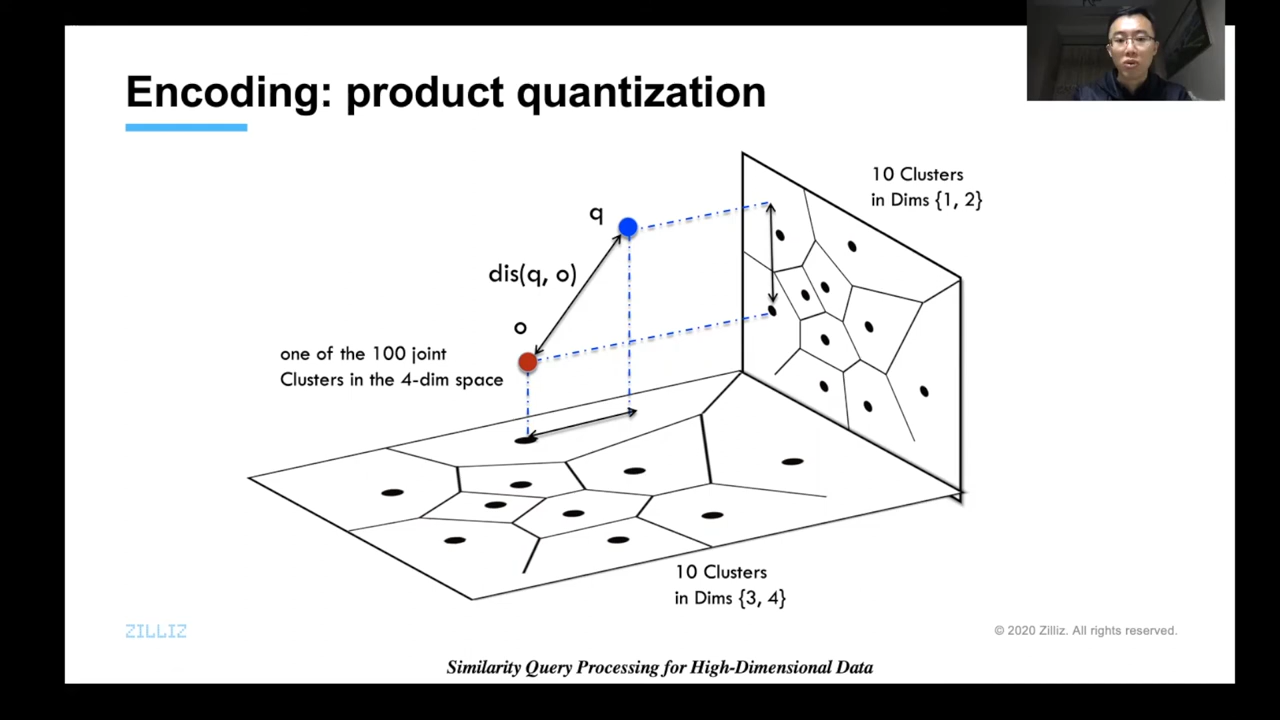 Encoding: product quantization
10 Clusters
in Dims {1, 2}
q
dis(q, o)
o
one of the 100 joint
Clusters in the 4-dim space
10 Clusters
in Dims {3, 4}
ZILLIZ
© 2020 Zilliz. All rights reserved.
Similarity Query Processing for High-Dimensional Data